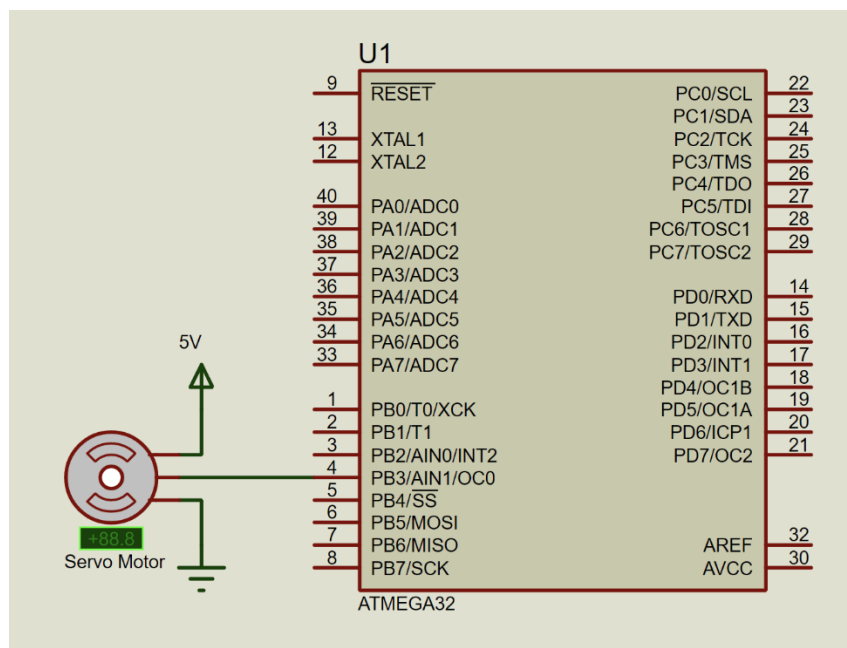 U1
9 RESET
13 XTAL1
12 XTAL2
40 PA0/ADC0
39 PA1/ADC1
38 PA2/ADC2
37 PA3/ADC3
36 PA4/ADC4
35 PA5/ADC5
34 PA6/ADC6
33 PA7/ADC7
1 PB0/T0/XCK
2 PB1/T1
3 PB2/AIN0/INT2
4 PB3/AIN1/OC0
5 PB4/SS
6 PB5/MOSI
7 PB6/MISO
8 PB7/SCK
PC0/SCL 22
PC1/SDA 23
PC2/TCK 24
PC3/TMS 25
PC4/TDO 26
PC5/TDI 27
PC6/TOSC1 28
PC7/TOSC2 29
PD0/RXD 14
PD1/TXD 15
PD2/INT0 16
PD3/INT1 17
PD4/OC1B 18
PD5/OC1A 19
PD6/ICP1 20
PD7/OC2 21
AREF 32
AVCC 30
ATMEGA32
5V
+88.8
Servo Motor